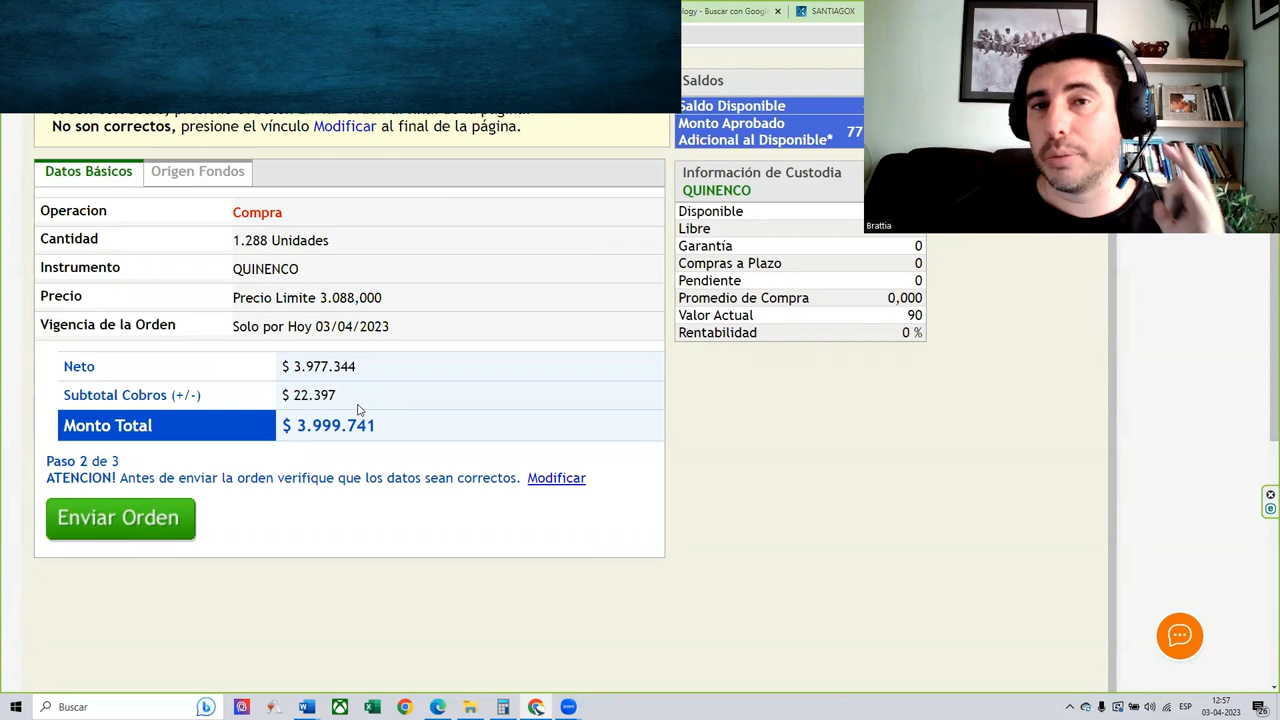 ology - Buscar con Google
SANTIAGOX
No son correctos, presione el vínculo Modificar al final de la página.
Datos Básicos
Origen Fondos
Operacion Compra
Cantidad 1.288 Unidades
Instrumento QUINENCO
Precio Precio Limite 3.088,000
Vigencia de la Orden Solo por Hoy 03/04/2023
Neto $ 3.977.344
Subtotal Cobros (+/-) $ 22.397
Monto Total $ 3.999.741
Paso 2 de 3
ATENCION! Antes de enviar la orden verifique que los datos sean correctos. Modificar
Enviar Orden
Saldos
Saldo Disponible
Monto Aprobado
Adicional al Disponible* 77
Información de Custodia
QUINENCO
Disponible
Libre
Garantía 0
Compras a Plazo 0
Pendiente 0
Promedio de Compra 0,000
Valor Actual 90
Rentabilidad 0 %
Brattia
Buscar
ESP
12:57
03-04-2023
26